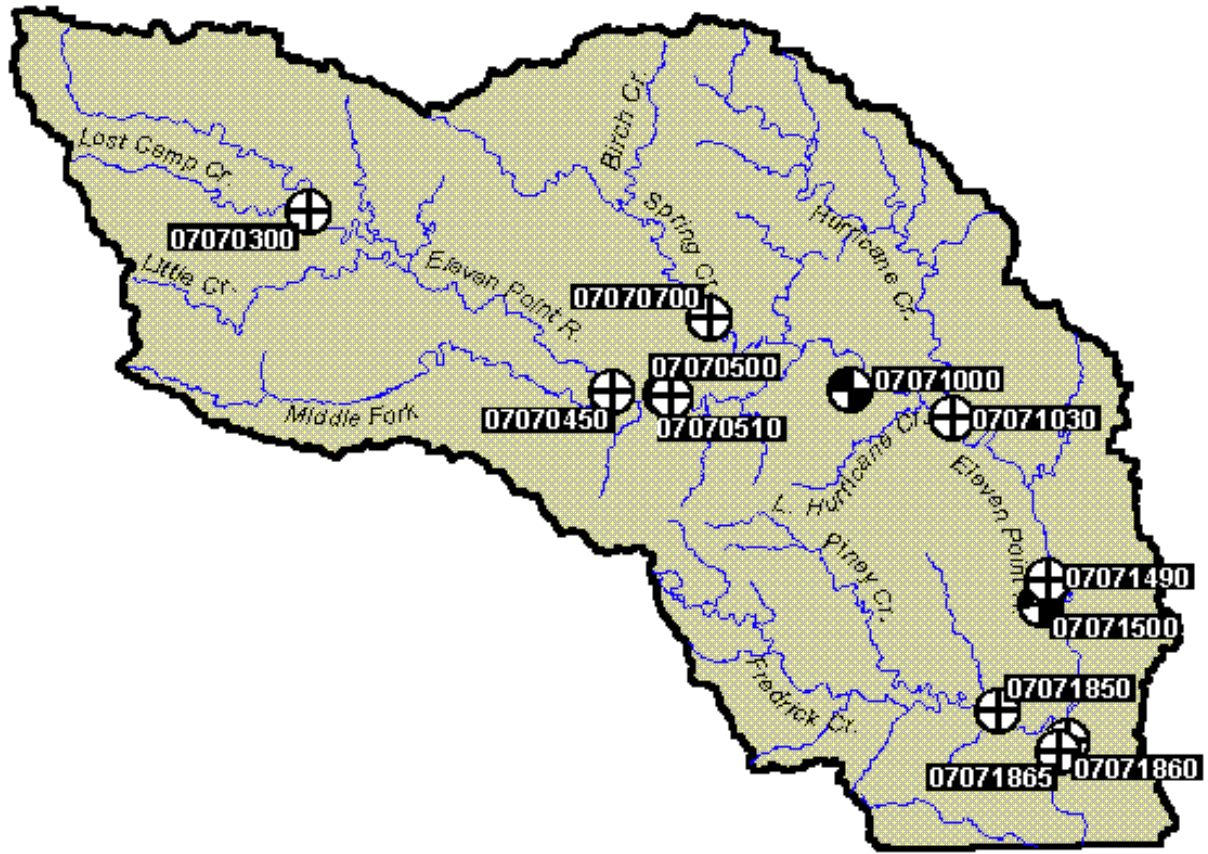 Birch Cr.
Lost Camp Cr.
Spring Cr.
Hurricane Cr.
07070300
Little Cr.
Eleven Point R.
07070700
07070500
07071000
Middle Fork
07070450
07070510
07071030
L. Hurricane Cr.
Eleven Point
Piney Cr.
07071490
07071500
Fredrick Cr.
07071850
07071865
07071860